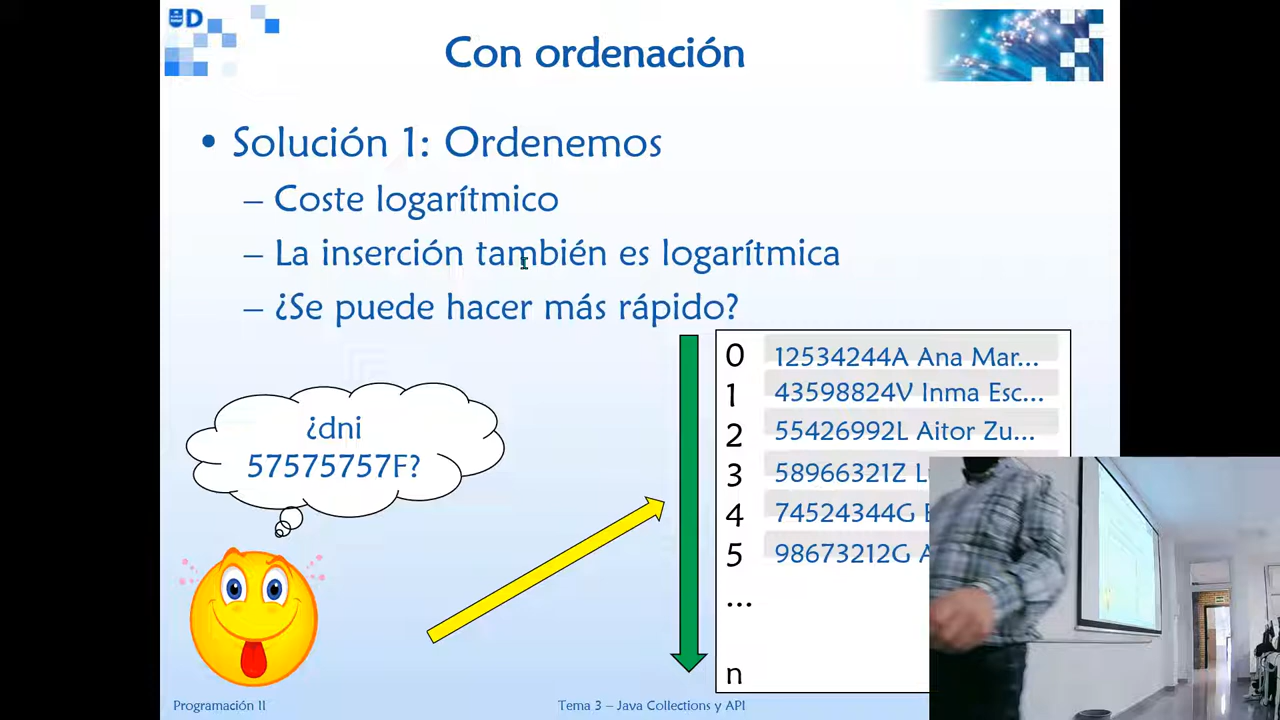 UD
Con ordenación
• Solución 1: Ordenemos
– Coste logarítmico
– La inserción también es logarítmica
– ¿Se puede hacer más rápido?
¿dni
57575757F?
0 12534244A Ana Mar...
1 43598824V Inma Esc...
2 55426992L Aitor Zu...
3 58966321Z
4 74524344G
5 98673212G
...
n
Programación II
Tema 3 – Java Collections y API